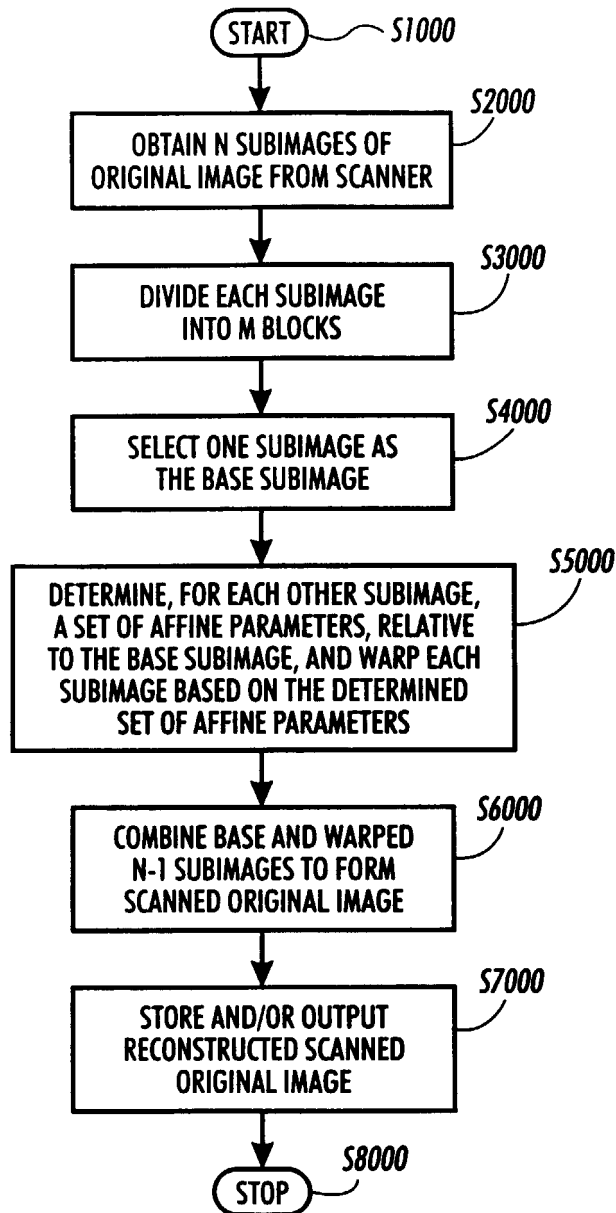 START
S1000
S2000
OBTAIN N SUBIMAGES OF
ORIGINAL IMAGE FROM SCANNER
S3000
DIVIDE EACH SUBIMAGE
INTO M BLOCKS
S4000
SELECT ONE SUBIMAGE AS
THE BASE SUBIMAGE
S5000
DETERMINE, FOR EACH OTHER SUBIMAGE,
A SET OF AFFINE PARAMETERS, RELATIVE
TO THE BASE SUBIMAGE, AND WARP EACH
SUBIMAGE BASED ON THE DETERMINED
SET OF AFFINE PARAMETERS
S6000
COMBINE BASE AND WARPED
N-1 SUBIMAGES TO FORM
SCANNED ORIGINAL IMAGE
S7000
STORE AND/OR OUTPUT
RECONSTRUCTED SCANNED
ORIGINAL IMAGE
S8000
STOP